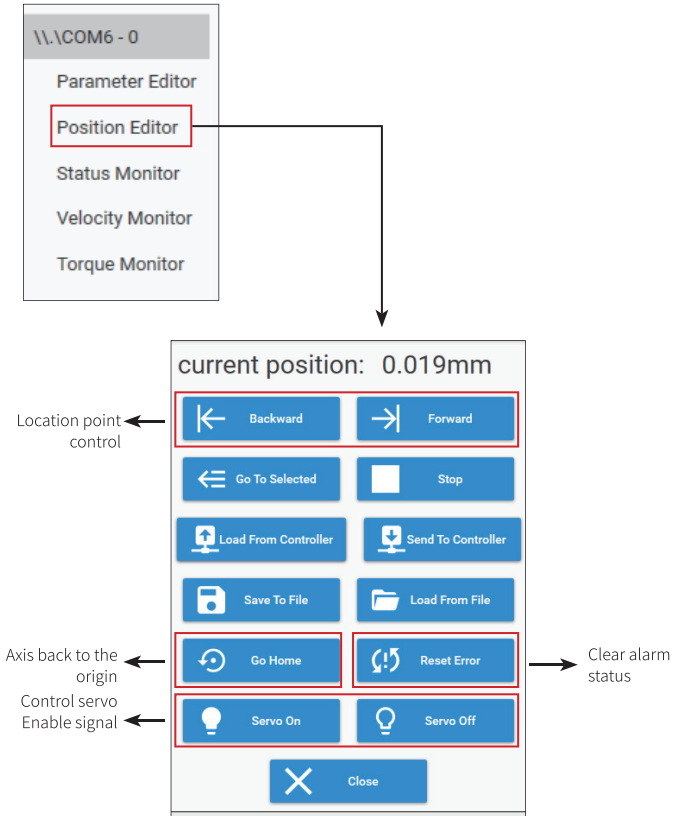 \\.\COM6 - 0
Parameter Editor
Position Editor
Status Monitor
Velocity Monitor
Torque Monitor
current position: 0.019mm
Location point
control
Backward
Forward
Go To Selected
Stop
Load From Controller
Send To Controller
Save To File
Load From File
Axis back to the
origin
Go Home
Reset Error
Clear alarm
status
Control servo
Enable signal
Servo On
Servo Off
Close